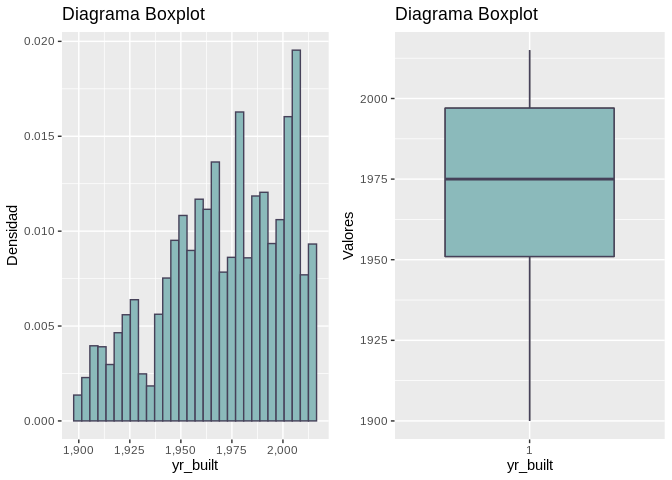 Diagrama Boxplot
0.020
0.015
0.010
0.005
0.000
Densidad
1,900 1,925 1,950 1,975 2,000
yr_built
Diagrama Boxplot
2000
1975
1950
1925
1900
Valores
1
yr_built